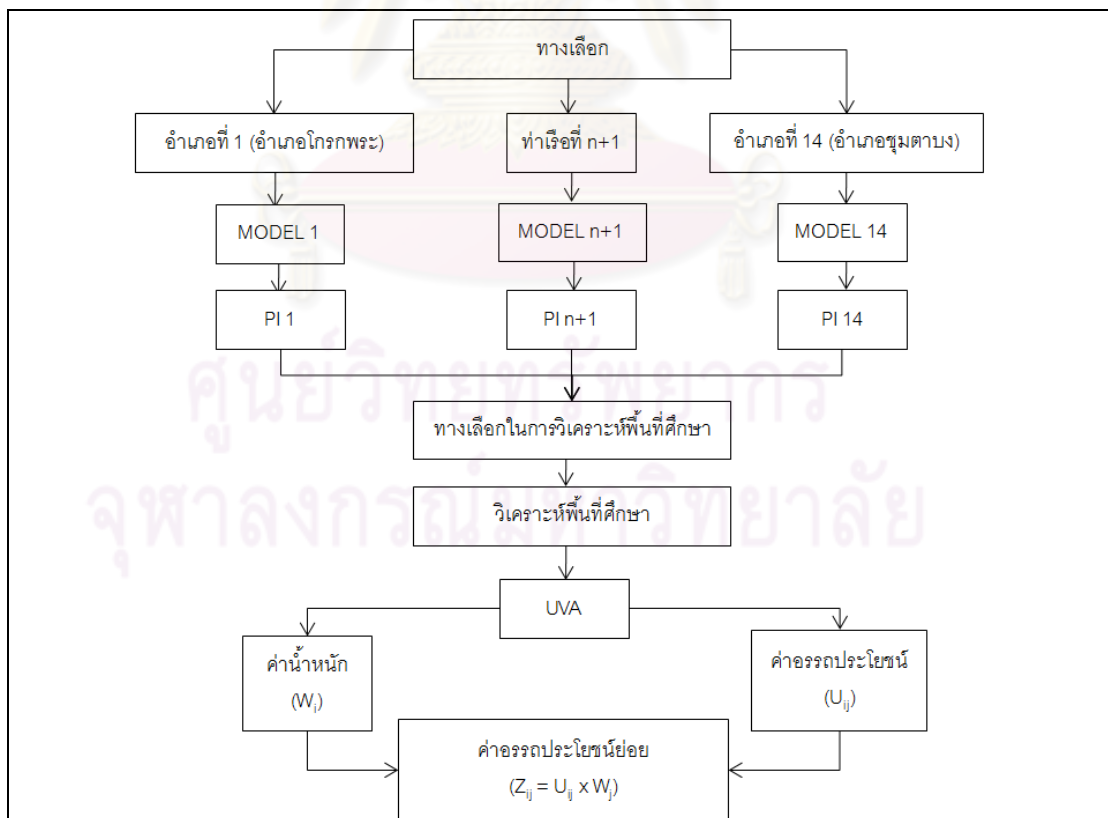 ทางเลือก
อำเภอที่ 1 (อำเภอโกรกพระ)
ท่าเรือที่ n+1
อำเภอที่ 14 (อำเภอชุมตาบง)
MODEL 1
MODEL n+1
MODEL 14
PI 1
PI n+1
PI 14
ศูนย์วิทยทรัพยากร
ทางเลือกในการวิเคราะห์พื้นที่ศึกษา
จุฬาลงกรณ์มหาวิทยาลัย
วิเคราะห์พื้นที่ศึกษา
UVA
ค่าน้ำหนัก
(Wi)
ค่าอรรถประโยชน์
(Uij)
ค่าอรรถประโยชน์ย่อย
(Zij = Uij x Wj)